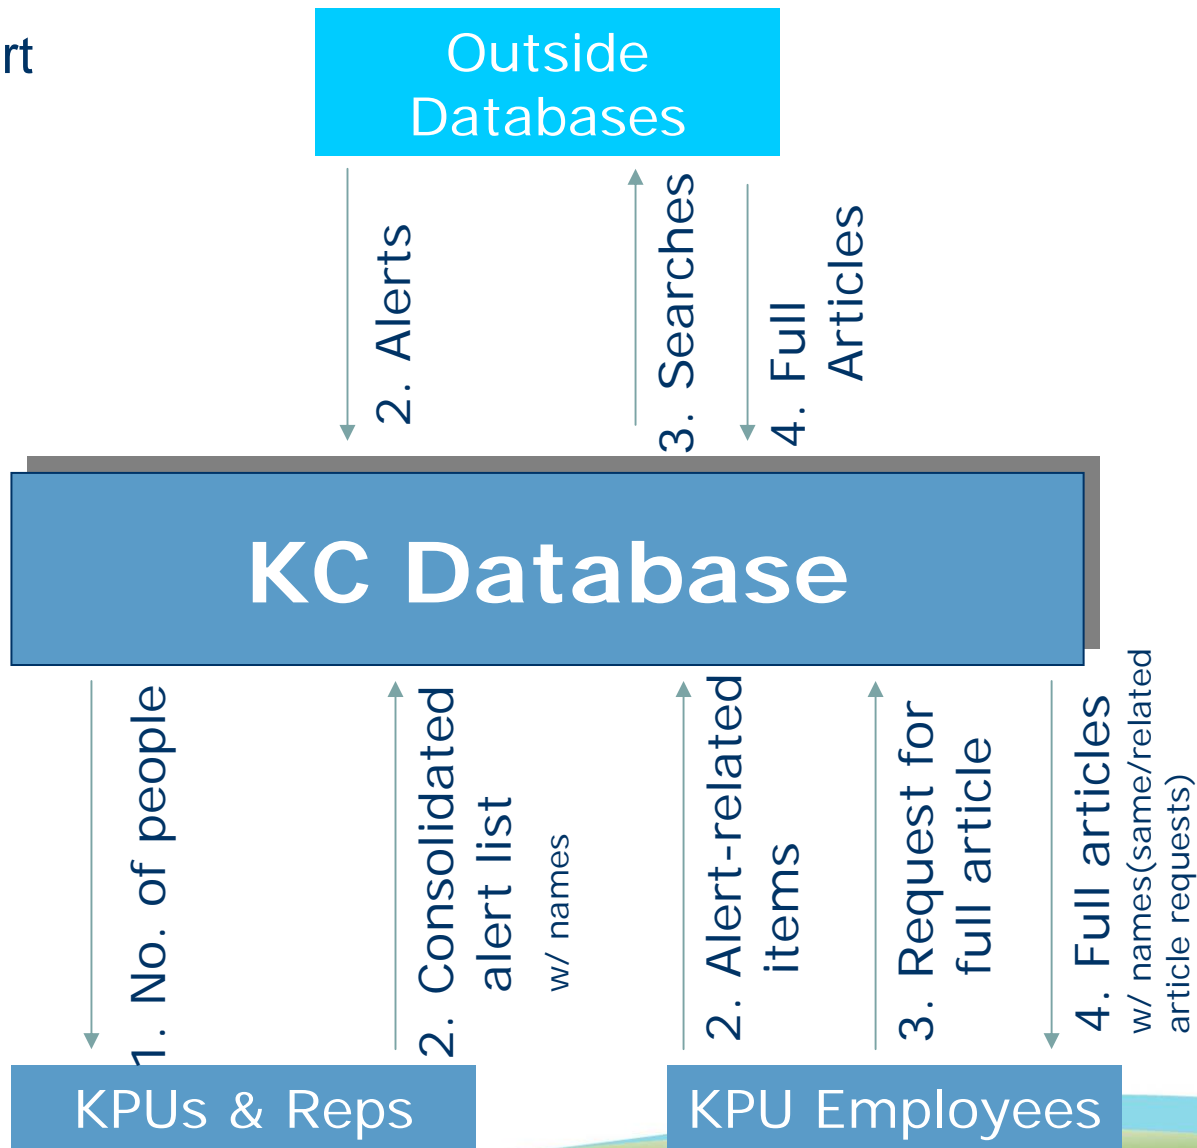 rt
Outside
Databases
2. Alerts
3. Searches
4. Full
Articles
KC Database
1. No. of people
2. Consolidated
alert list
w/ names
2. Alert-related
items
3. Request for
full article
4. Full articles
w/ names(same/related
article requests)
KPUs & Reps
KPU Employees